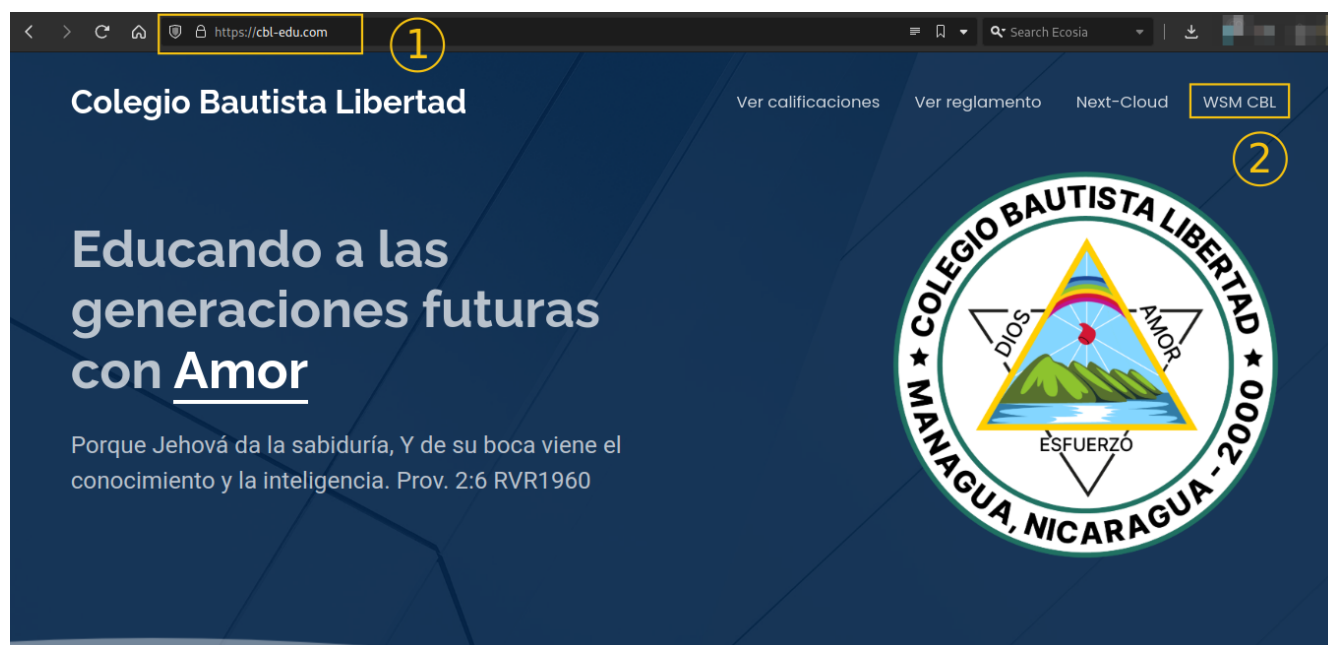 https://cbl-edu.com
1
Search Ecosia
Colegio Bautista Libertad
Ver calificaciones
Ver reglamento
Next-Cloud
WSM CBL
2
Educando a las
generaciones futuras
con Amor
Porque Jehová da la sabiduría, Y de su boca viene el
conocimiento y la inteligencia. Prov. 2:6 RVR1960
COLEGIO BAUTISTA LIBERTAD
DIOS
AMOR
ESFUERZÓ
MANAGUA, NICARAGUA - 2000